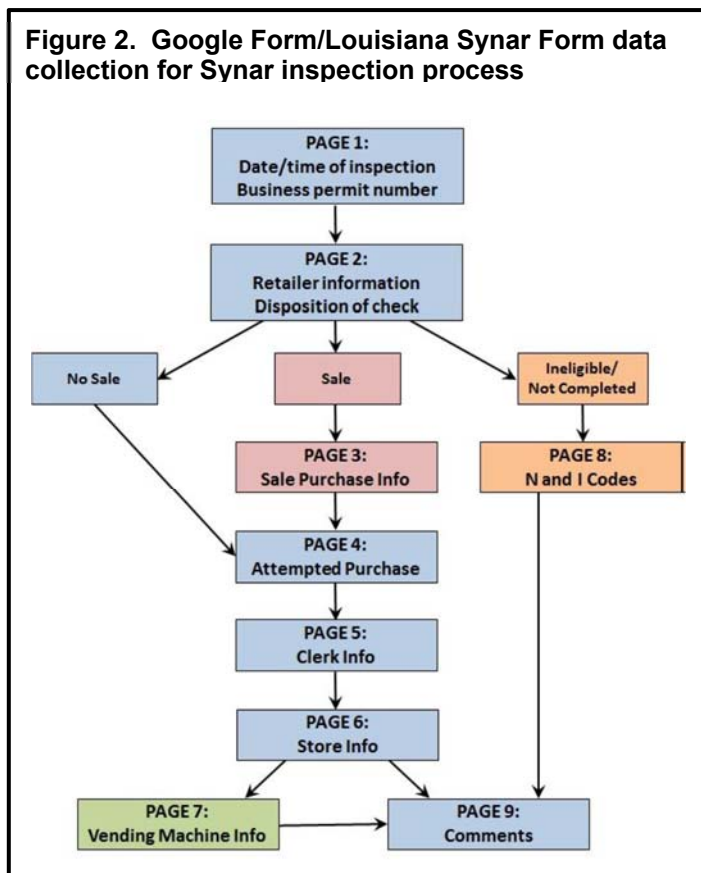 Figure 2.  Google Form/Louisiana Synar Form data
collection for Synar inspection process
PAGE 1:
Date/time of inspection
Business permit number
PAGE 2:
Retailer information
Disposition of check
No Sale
Sale
Ineligible/
Not Completed
PAGE 3:
Sale Purchase Info
PAGE 8:
N and I Codes
PAGE 4:
Attempted Purchase
PAGE 5:
Clerk Info
PAGE 6:
Store Info
PAGE 7:
Vending Machine Info
PAGE 9:
Comments